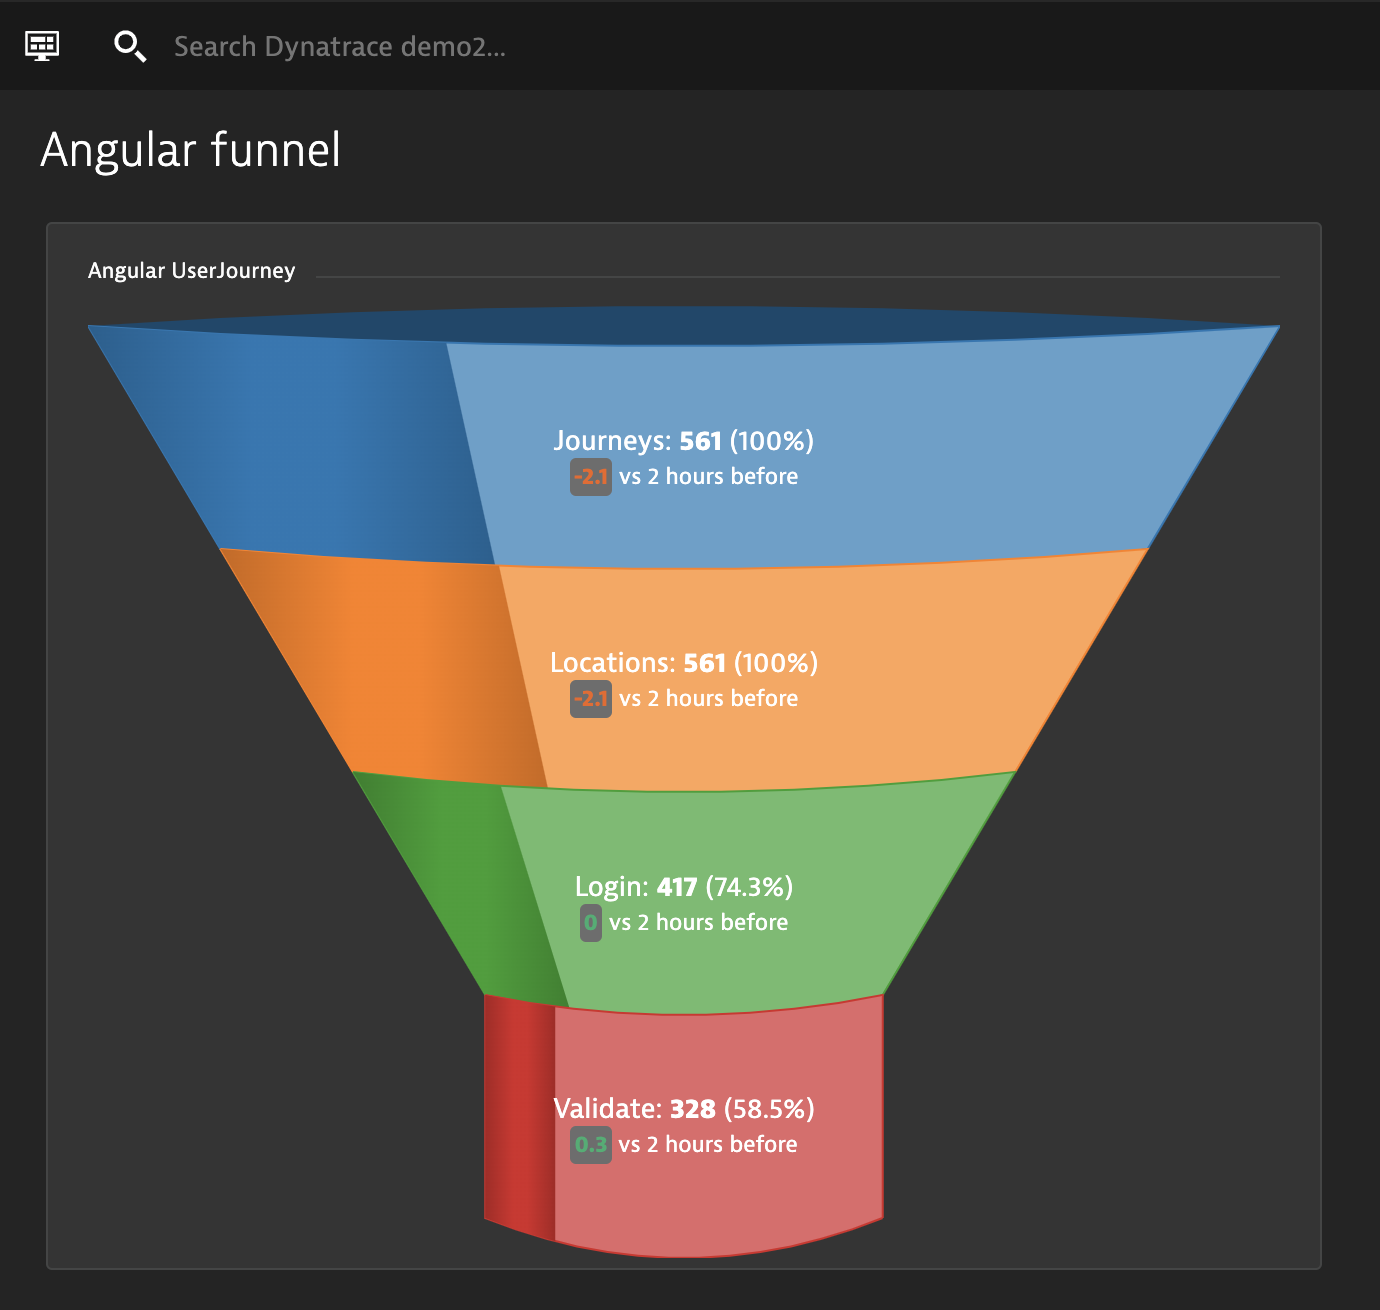 Search Dynatrace demo2...
Angular funnel
Angular UserJourney
Journeys: 561 (100%)
-2.1 vs 2 hours before
Locations: 561 (100%)
-2.1 vs 2 hours before
Login: 417 (74.3%)
0 vs 2 hours before
Validate: 328 (58.5%)
0.3 vs 2 hours before